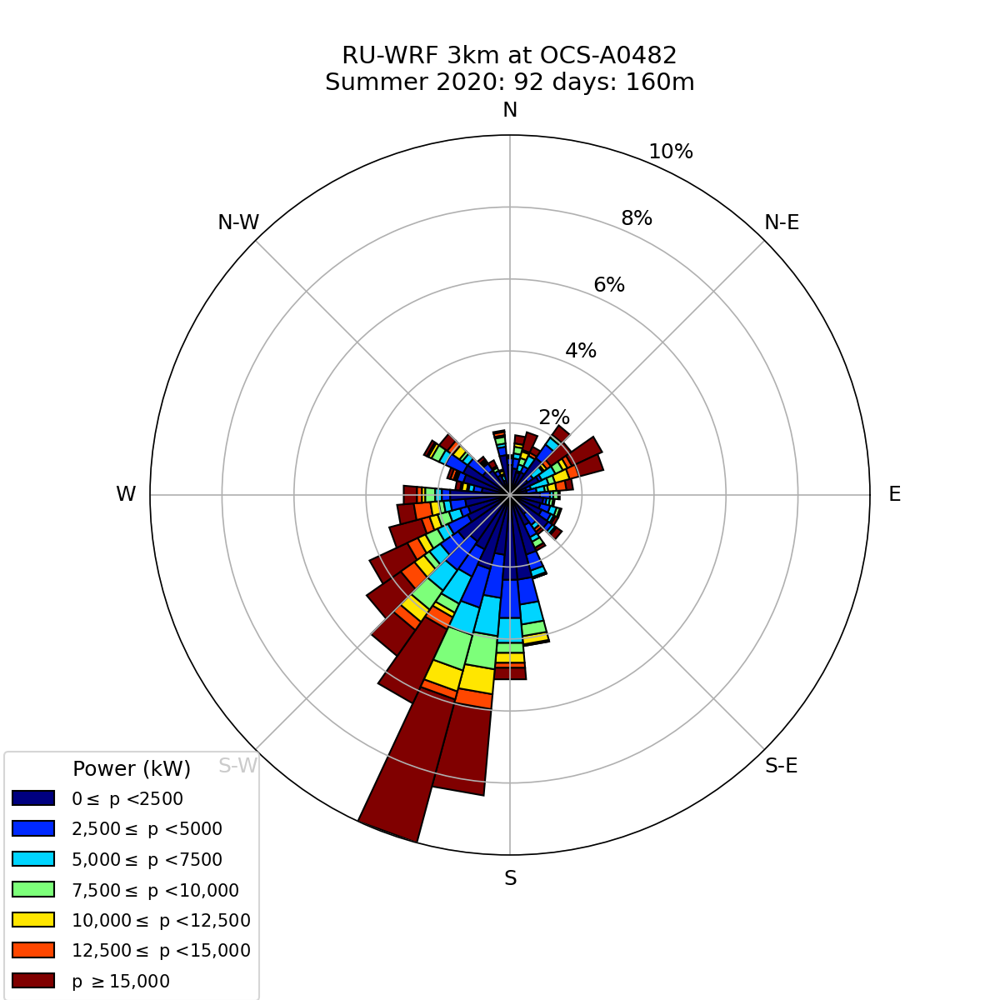 RU-WRF 3km at OCS-A0482
Summer 2020: 92 days: 160m
N
10%
N-W
8%
N-E
6%
4%
2%
W
E
S-W
S-E
S
Power (kW)
0≤ p <2500
2,500≤ p <5000
5,000≤ p <7500
7,500≤ p <10,000
10,000≤ p <12,500
12,500≤ p <15,000
p ≥15,000